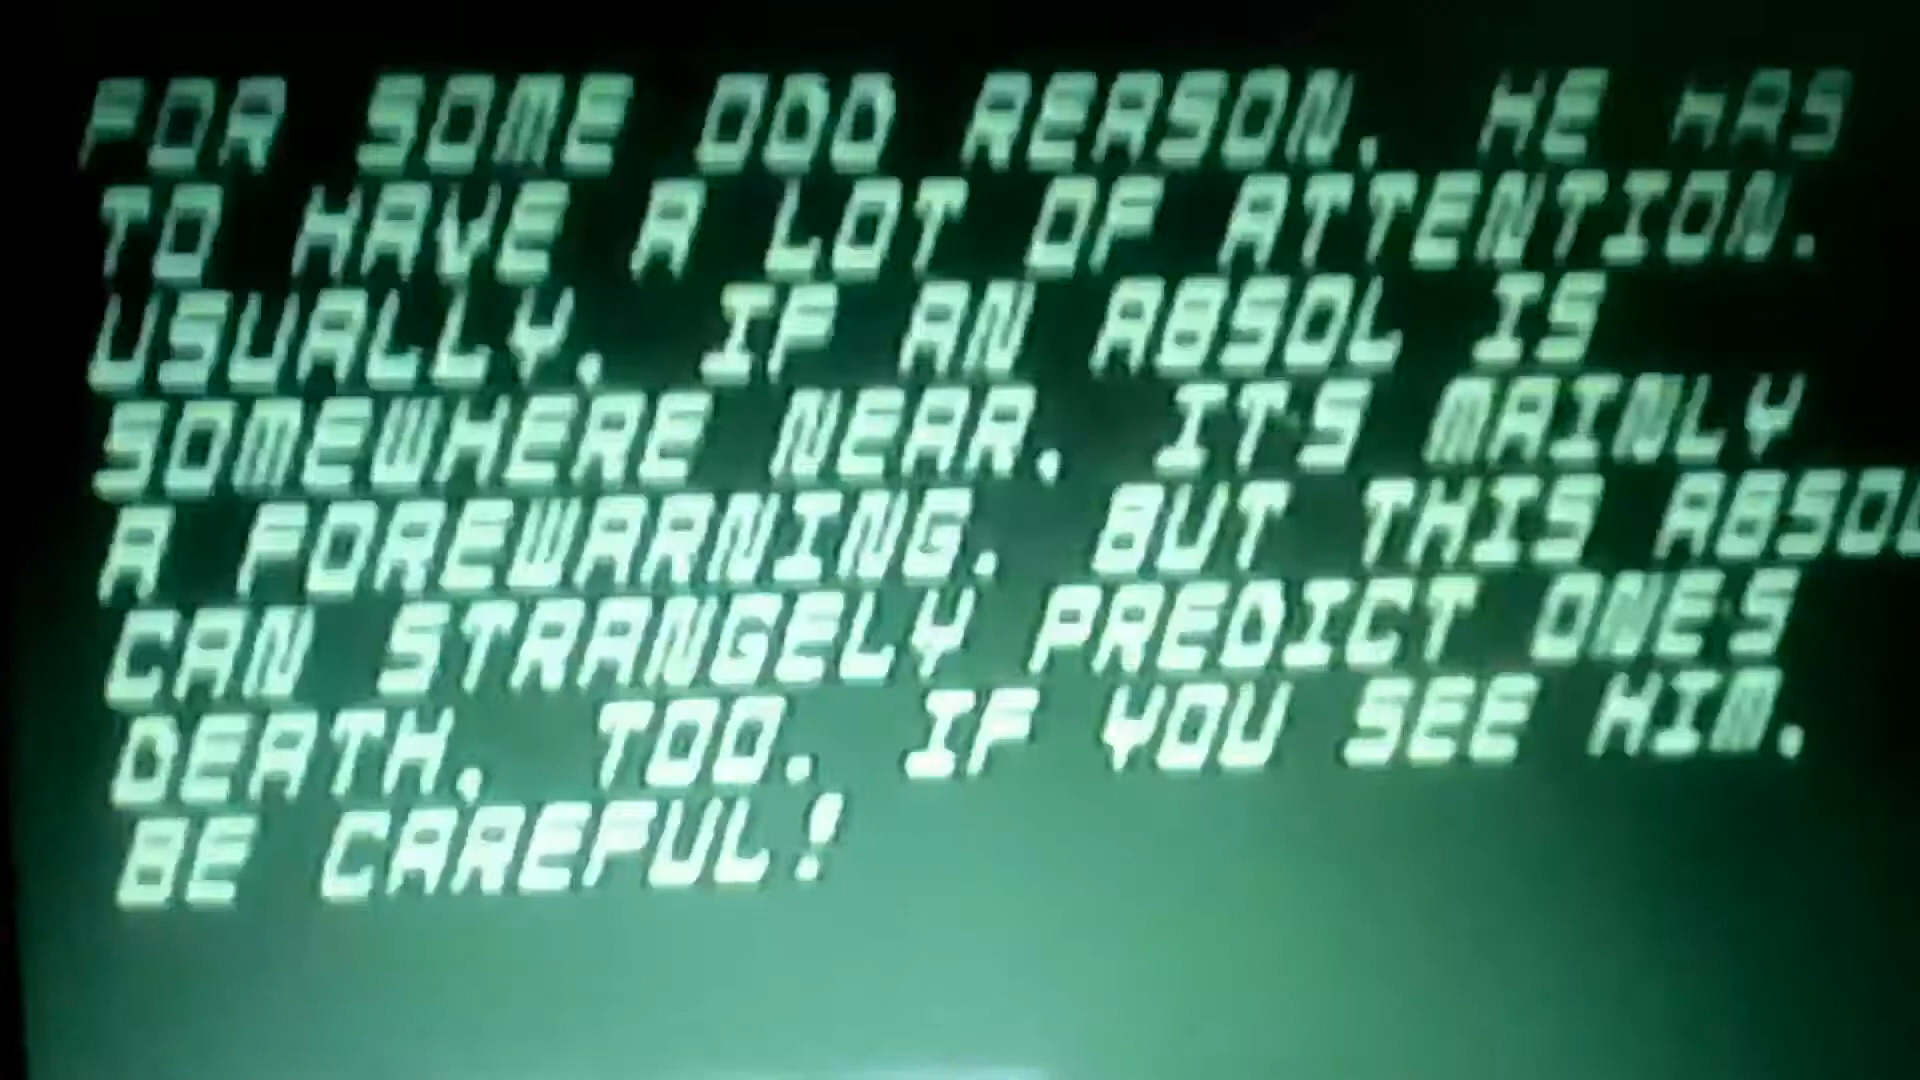 FOR SOME ODD REASON, HE HAS
TO HAVE A LOT OF ATTENTION.
USUALLY, IF AN ABSOL IS
SOMEWHERE NEAR, ITS MAINLY
A FOREWARNING. BUT THIS ABSOL
CAN STRANGELY PREDICT ONES
DEATH, TOO. IF YOU SEE HIM,
BE CAREFUL!